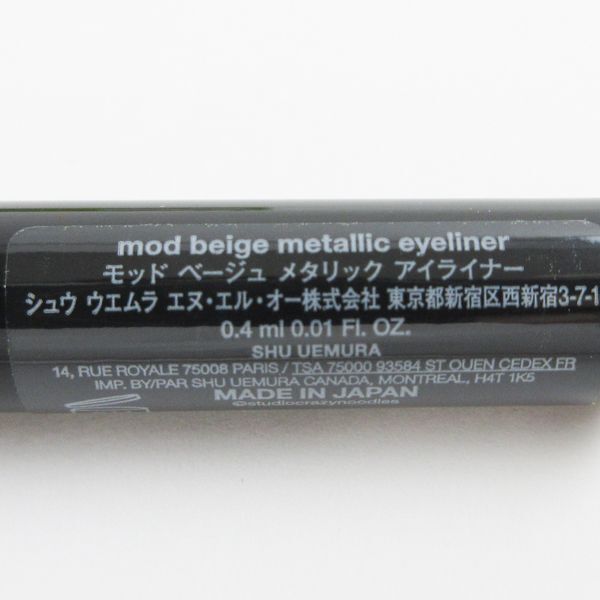 mod beige metallic eyeliner
モッド ベージュ メタリック アイライナー
シュウ ウエムラ エヌ・エル・オー株式会社 東京都新宿区西新宿3-7-1
0.4 ml 0.01 Fl. OZ.
SHU UEMURA
14, RUE ROYALE 75008 PARIS / TSA 75000 93584 ST OUEN CEDEX FR
IMP. BY/PAR SHU UEMURA CANADA, MONTREAL, H4T 1K5
MADE IN JAPAN
©studiocrazynoodles